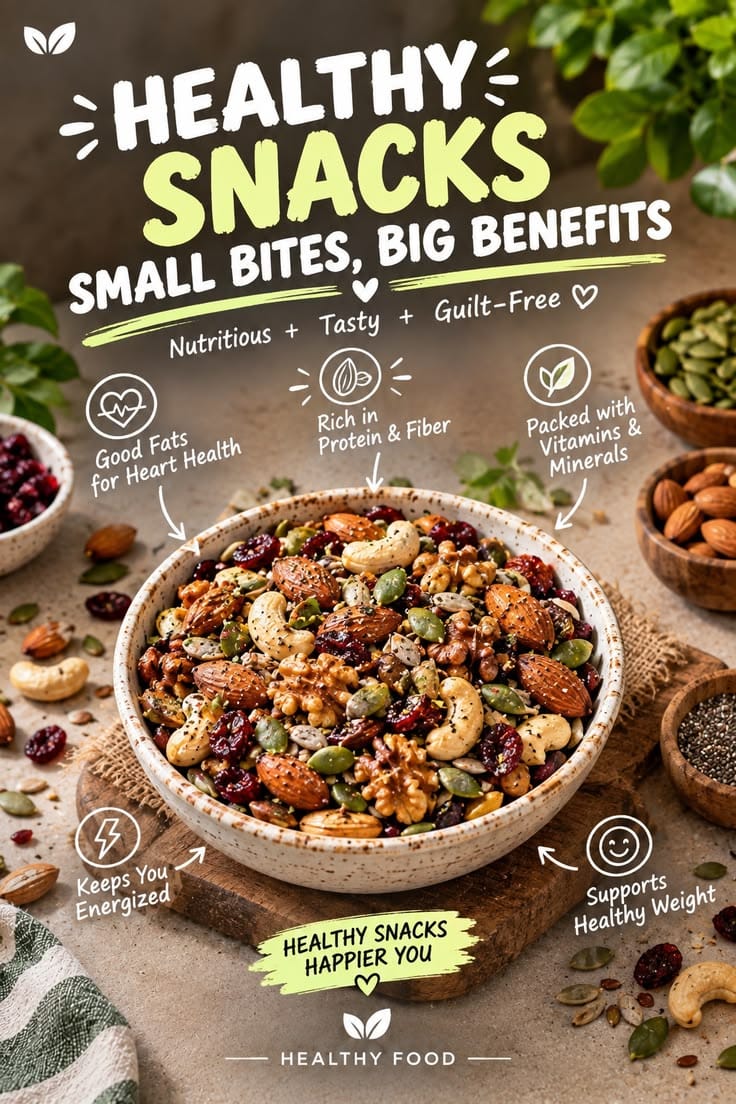 HEALTHY
SNACKS
SMALL BITES, BIG BENEFITS
Nutritious + Tasty + Guilt-Free
Good Fats
for Heart Health
Rich in
Protein & Fiber
Packed with
Vitamins &
Minerals
Keeps You
Energized
Supports
Healthy Weight
HEALTHY SNACKS
HAPPIER YOU
HEALTHY FOOD